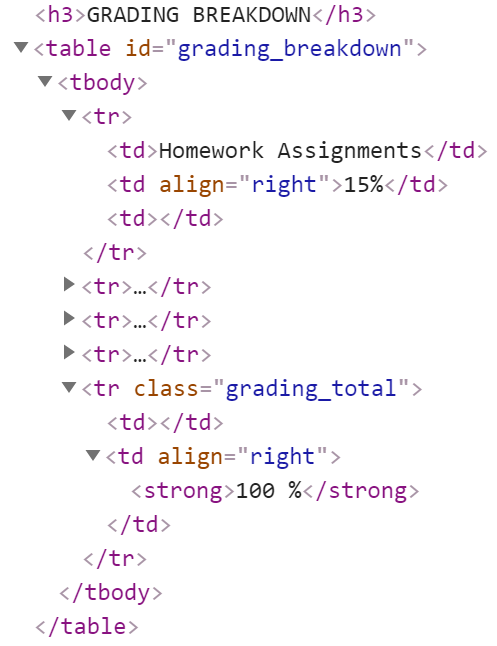 <h3>GRADING BREAKDOWN</h3>
<table id="grading_breakdown">
<tbody>
<tr>
<td>Homework Assignments</td>
<td align="right">15%</td>
<td></td>
</tr>
<tr>…</tr>
<tr>…</tr>
<tr>…</tr>
<tr class="grading_total">
<td></td>
<td align="right">
<strong>100 %</strong>
</td>
</tr>
</tbody>
</table>